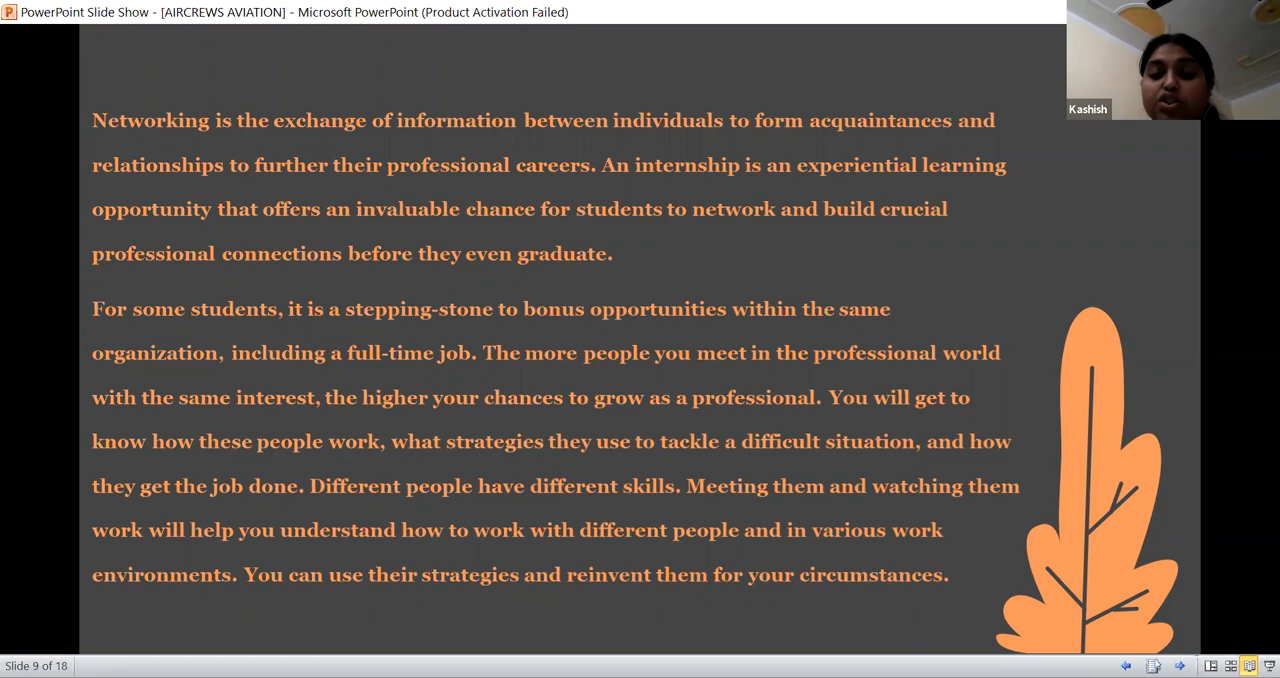 PowerPoint Slide Show - [AIRCREWS AVIATION] - Microsoft PowerPoint (Product Activation Failed)
Kashish
Networking is the exchange of information between individuals to form acquaintances and
relationships to further their professional careers. An internship is an experiential learning
opportunity that offers an invaluable chance for students to network and build crucial
professional connections before they even graduate.
For some students, it is a stepping-stone to bonus opportunities within the same
organization, including a full-time job. The more people you meet in the professional world
with the same interest, the higher your chances to grow as a professional. You will get to
know how these people work, what strategies they use to tackle a difficult situation, and how
they get the job done. Different people have different skills. Meeting them and watching them
work will help you understand how to work with different people and in various work
environments. You can use their strategies and reinvent them for your circumstances.
Slide 9 of 18